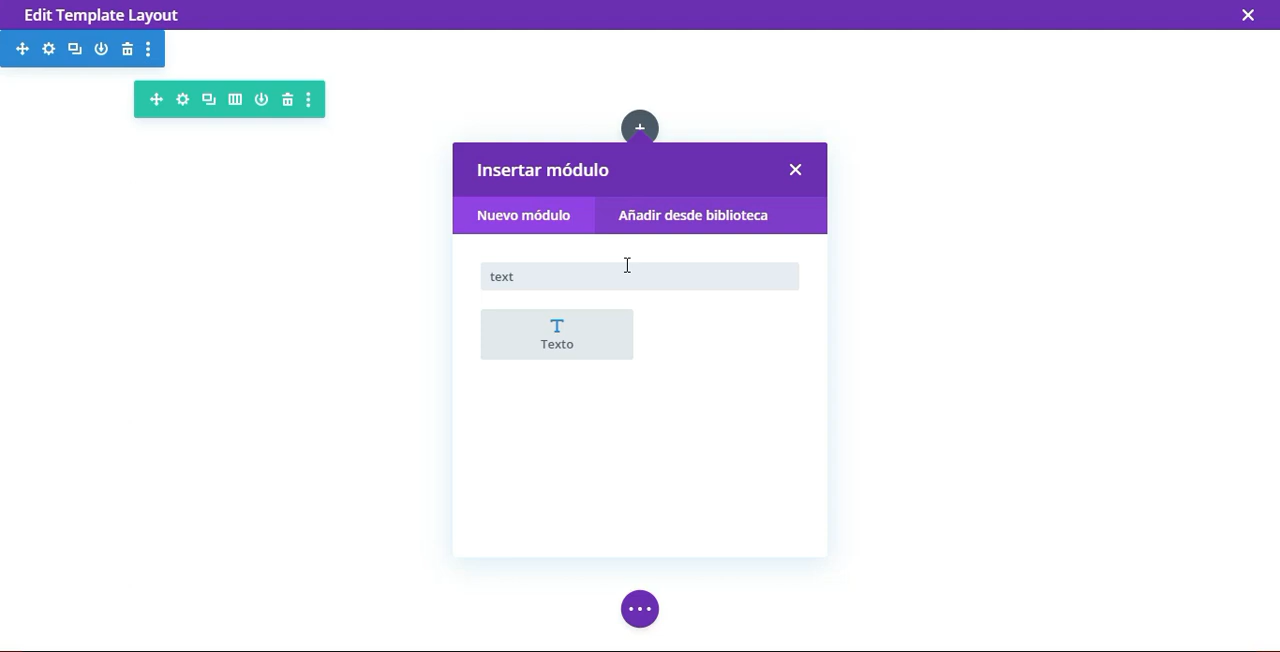 Edit Template Layout
Insertar módulo
Nuevo módulo
Añadir desde biblioteca
text
Texto